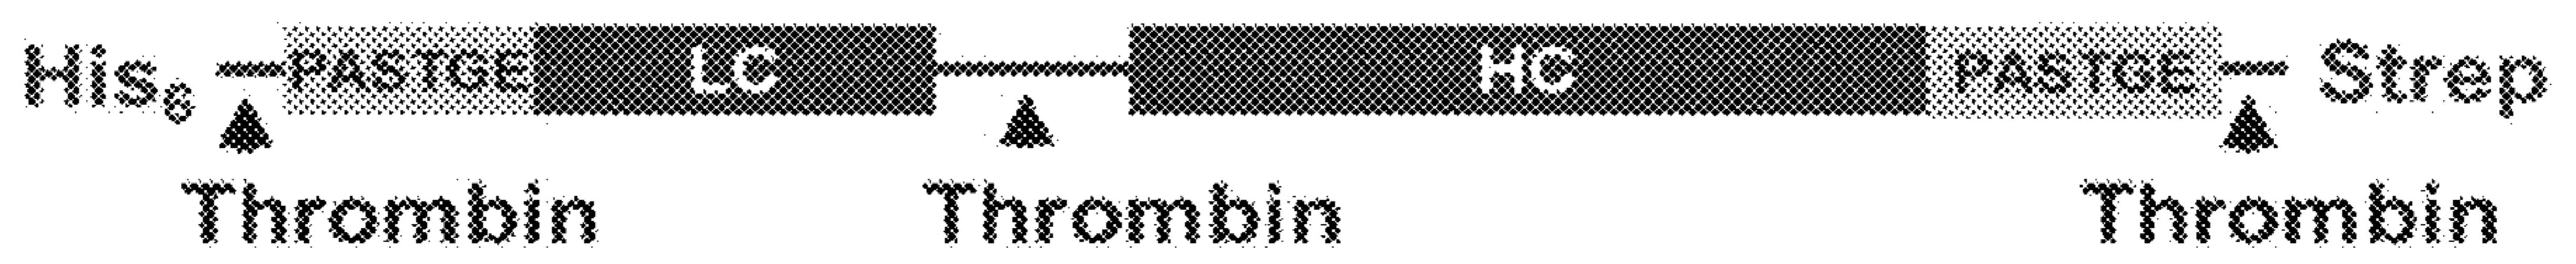 His₆ PASTGE LC HC PASTGE Strep
Thrombin Thrombin Thrombin